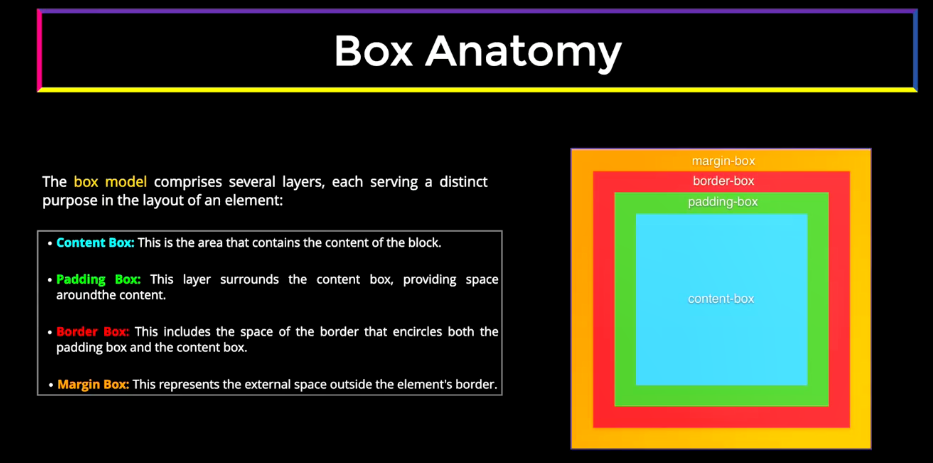 Box Anatomy
The box model comprises several layers, each serving a distinct
purpose in the layout of an element:
• Content Box: This is the area that contains the content of the block.
• Padding Box: This layer surrounds the content box, providing space
aroundthe content.
• Border Box: This includes the space of the border that encircles both the
padding box and the content box.
• Margin Box: This represents the external space outside the element's border.
margin-box
border-box
padding-box
content-box